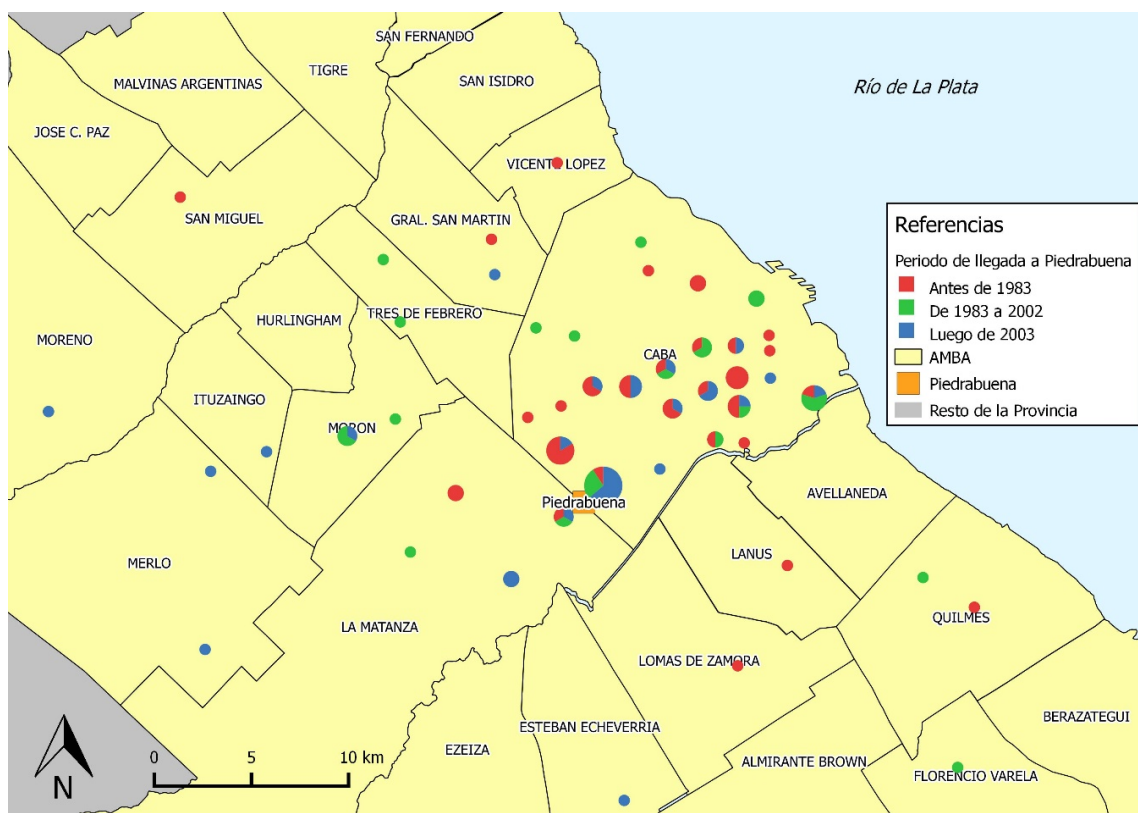 SAN FERNANDO
TIGRE
SAN ISIDRO
MALVINAS ARGENTINAS
Río de La Plata
JOSE C. PAZ
VICENTE LOPEZ
SAN MIGUEL
GRAL. SAN MARTIN
Referencias
Periodo de llegada a Piedrabuena
Antes de 1983
De 1983 a 2002
Luego de 2003
AMBA
Piedrabuena
Resto de la Provincia
TRES DE FEBRERO
HURLINGHAM
MORENO
CABA
ITUZAINGO
MORON
Piedrabuena
AVELLANEDA
LANUS
MERLO
QUILMES
LA MATANZA
LOMAS DE ZAMORA
BERAZATEGUI
ESTEBAN ECHEVERRIA
EZEIZA
ALMIRANTE BROWN
FLORENCIO VARELA
N
0 5 10 km